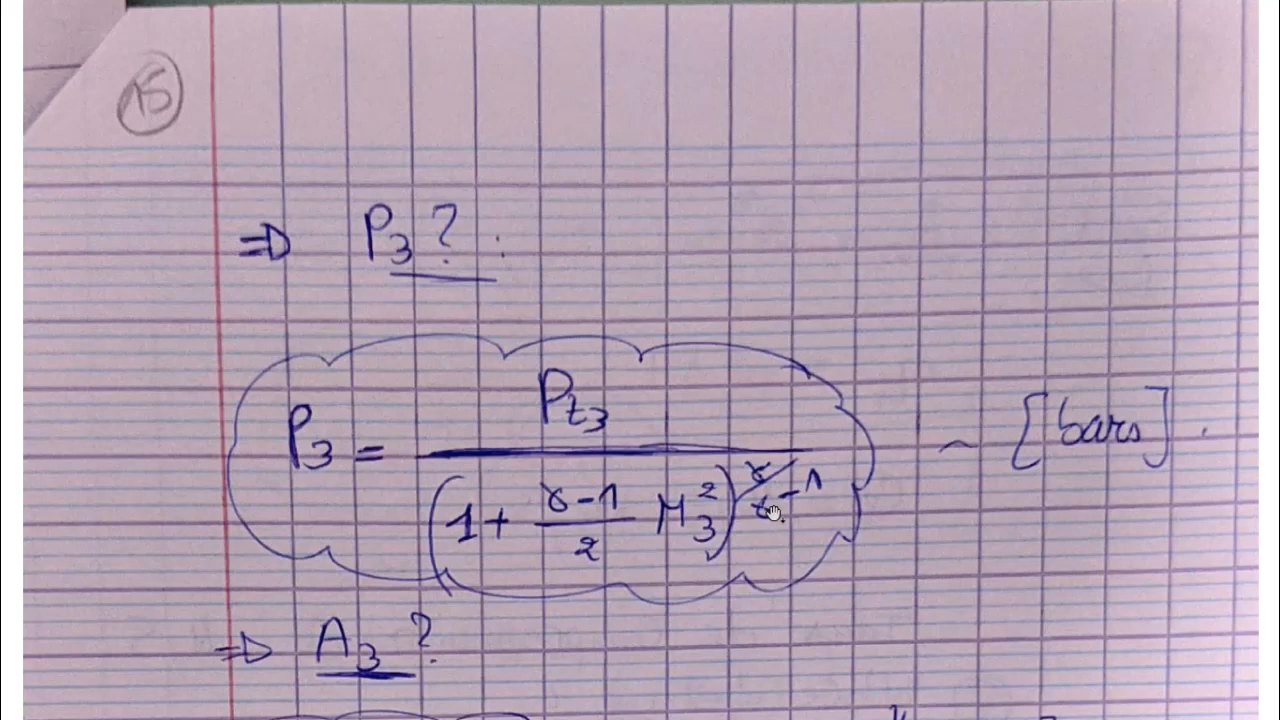 15
⇒ P₃ ? :
P₃ = Pt₃ / (1 + (γ-1)/2 M₃²)^(γ/(γ-1)) ~ [bars].
⇒ A₃ ?